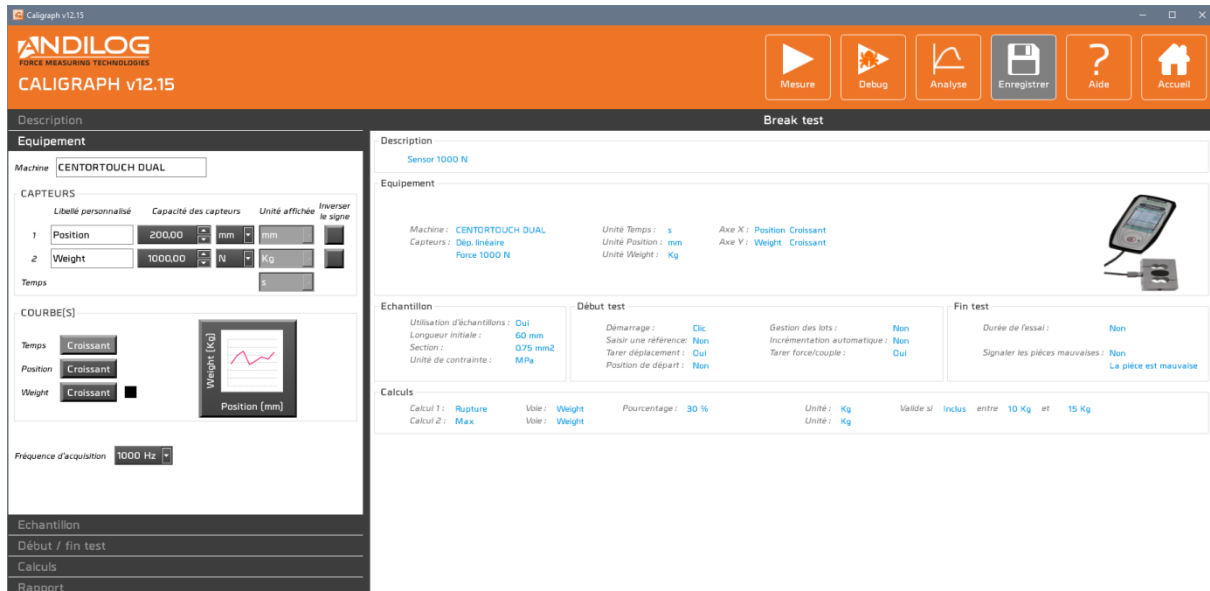 Caligraph v12.15
ANDILOG
FORCE MEASURING TECHNOLOGIES
CALIGRAPH v12.15
Mesure
Debug
Analyse
Enregistrer
Aide
Accueil
Description
Break test
Equipement
Machine CENTORTOUCH DUAL
CAPTEURS
Libellé personnalisé Capacité des capteurs Unité affichée Inverser le signe
1 Position 200,00 mm mm
2 Weight 1000,00 N Kg
Temps s
COURBE(S)
Temps Croissant
Position Croissant
Weight Croissant
Weight [Kg]
Position [mm]
Fréquence d'acquisition 1000 Hz
Echantillon
Début / fin test
Calculs
Rapport
Description
Sensor 1000 N
Equipement
Machine : CENTORTOUCH DUAL Unité Temps : s Axe X : Position Croissant
Capteurs : Dép. linéaire Unité Position : mm Axe Y : Weight Croissant
Force 1000 N Unité Weight : Kg
Echantillon
Utilisation d'échantillons : Oui
Longueur initiale : 60 mm
Section : 0.75 mm2
Unité de contrainte : MPa
Début test
Démarrage : Clic Gestion des lots : Non
Saisir une référence: Non Incrémentation automatique : Non
Tarer déplacement : Oui Tarer force/couple : Oui
Position de départ : Non
Fin test
Durée de l'essai : Non
Signaler les pièces mauvaises : Non
La pièce est mauvaise
Calculs
Calcul 1 : Rupture Voie : Weight Pourcentage : 30 % Unité : Kg Valide si Inclus entre 10 Kg et 15 Kg
Calcul 2 : Max Voie : Weight Unité : Kg